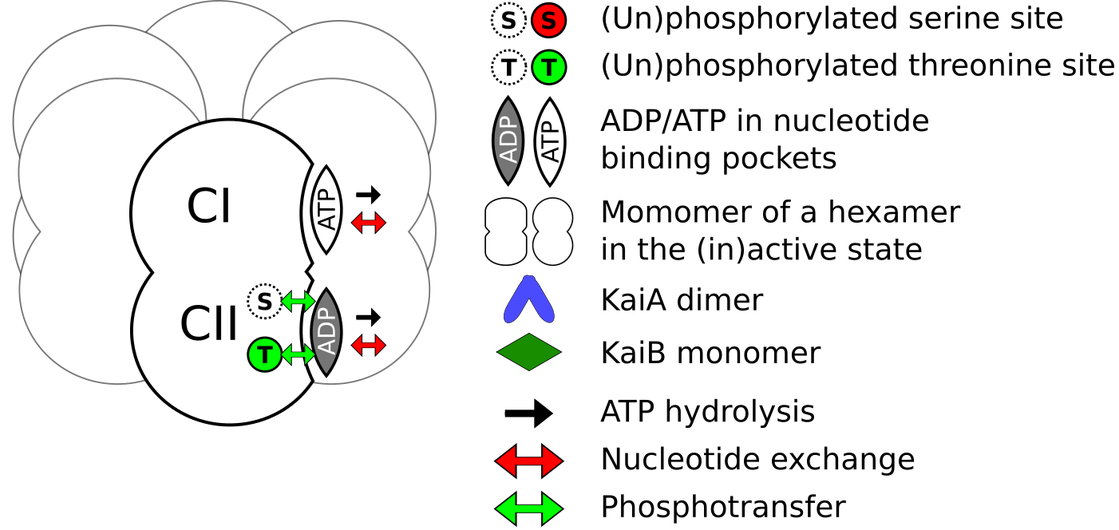 CI
ATP
CII
S
ADP
T
S S (Un)phosphorylated serine site
T T (Un)phosphorylated threonine site
ADP ATP ADP/ATP in nucleotide
binding pockets
Momomer of a hexamer
in the (in)active state
KaiA dimer
KaiB monomer
ATP hydrolysis
Nucleotide exchange
Phosphotransfer